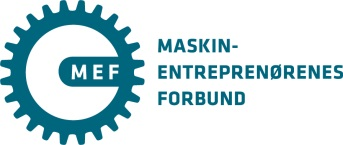 MEF
MASKIN-
ENTREPRENØRENES
FORBUND